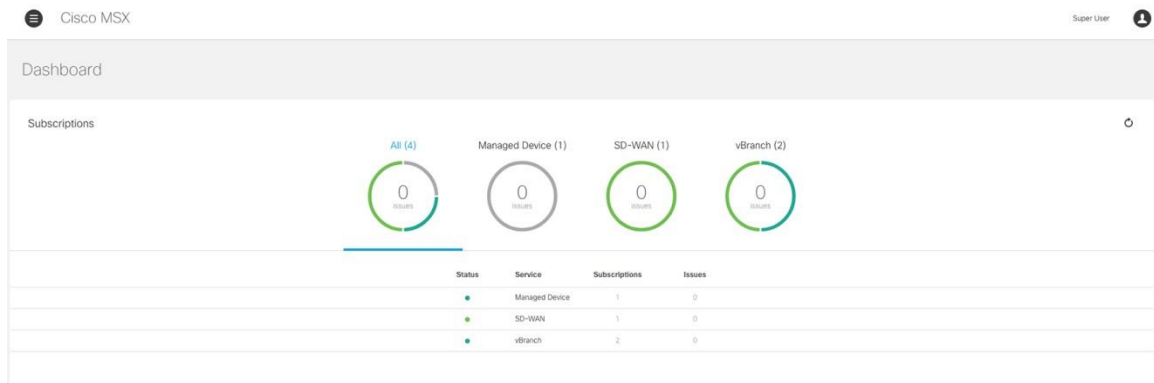 Cisco MSX
Super User
Dashboard
Subscriptions
All (4) Managed Device (1) SD-WAN (1) vBranch (2)
0 0 0 0
issues issues issues issues
Status Service Subscriptions Issues
Managed Device 1 0
SD-WAN 1 0
vBranch 2 0